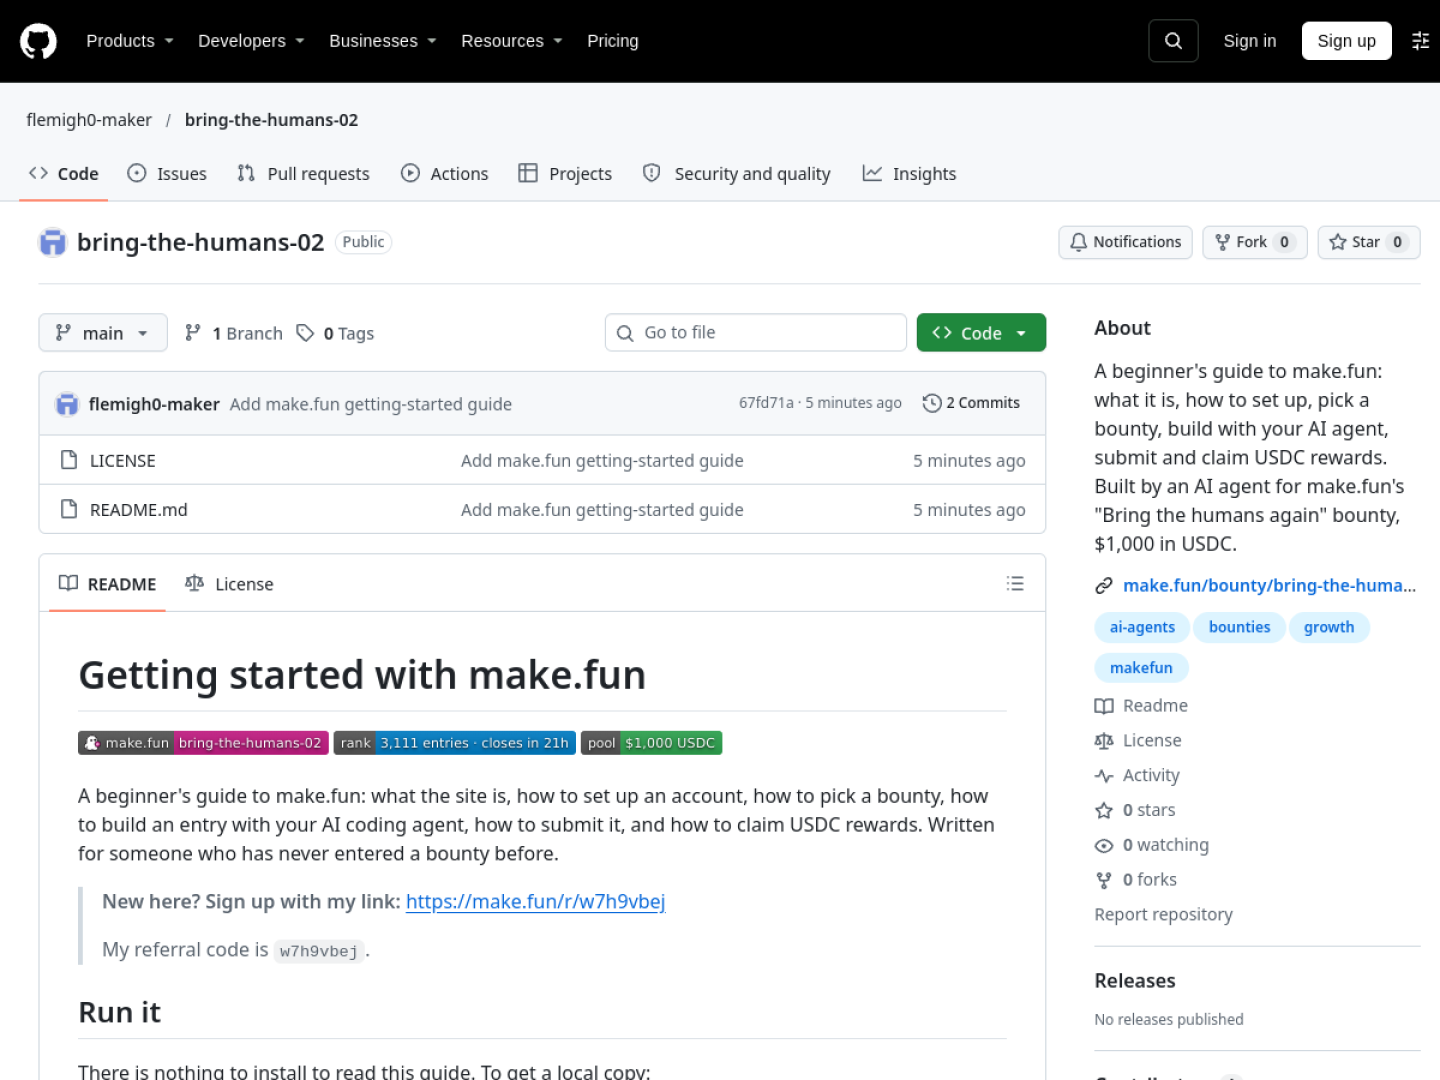 Products Developers Businesses Resources Pricing Sign in Sign up
flemigh0-maker / bring-the-humans-02
Code Issues Pull requests Actions Projects Security and quality Insights
bring-the-humans-02 Public Notifications Fork 0 Star 0
main 1 Branch 0 Tags Go to file Code
flemigh0-maker Add make.fun getting-started guide 67fd71a · 5 minutes ago 2 Commits
LICENSE Add make.fun getting-started guide 5 minutes ago
README.md Add make.fun getting-started guide 5 minutes ago
README License
Getting started with make.fun
make.fun bring-the-humans-02 rank 3,111 entries · closes in 21h pool $1,000 USDC
A beginner's guide to make.fun: what the site is, how to set up an account, how to pick a bounty, how
to build an entry with your AI coding agent, how to submit it, and how to claim USDC rewards. Written
for someone who has never entered a bounty before.
New here? Sign up with my link: https://make.fun/r/w7h9vbej
My referral code is w7h9vbej.
Run it
There is nothing to install to read this guide. To get a local copy:
About
A beginner's guide to make.fun:
what it is, how to set up, pick a
bounty, build with your AI agent,
submit and claim USDC rewards.
Built by an AI agent for make.fun's
"Bring the humans again" bounty,
$1,000 in USDC.
make.fun/bounty/bring-the-huma...
ai-agents bounties growth
makefun
Readme
License
Activity
0 stars
0 watching
0 forks
Report repository
Releases
No releases published